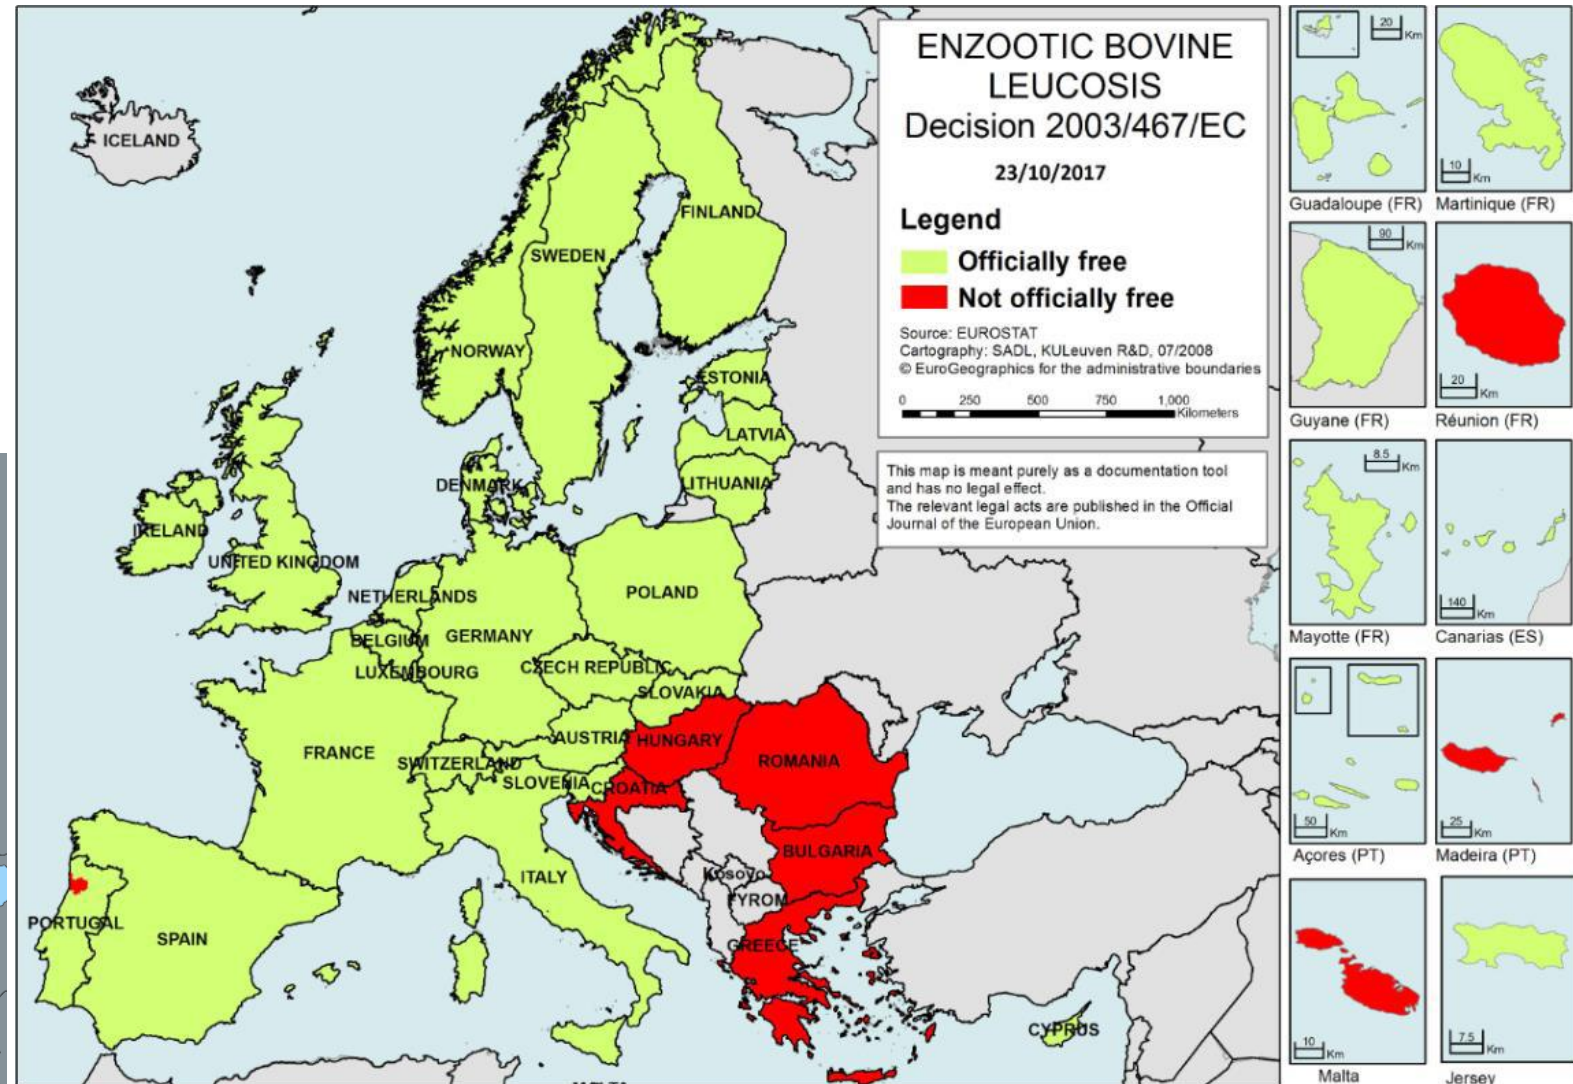 ENZOOTIC BOVINE
LEUCOSIS
Decision 2003/467/EC
23/10/2017
Legend
Officially free
Not officially free
Source: EUROSTAT
Cartography: SADL, KULeuven R&D, 07/2008
© EuroGeographics for the administrative boundaries
0 250 500 750 1,000
Kilometers
This map is meant purely as a documentation tool
and has no legal effect.
The relevant legal acts are published in the Official
Journal of the European Union.
ICELAND
FINLAND
SWEDEN
NORWAY
ESTONIA
LATVIA
LITHUANIA
DENMARK
IRELAND
UNITED KINGDOM
NETHERLANDS
POLAND
BELGIUM
GERMANY
LUXEMBOURG
CZECH REPUBLIC
SLOVAKIA
AUSTRIA
HUNGARY
FRANCE
SWITZERLAND
ROMANIA
SLOVENIA
CROATIA
BULGARIA
ITALY
Kosovo
FYROM
PORTUGAL
SPAIN
GREECE
CYPRUS
20 Km
Guadaloupe (FR)
10 Km
Martinique (FR)
90 Km
Guyane (FR)
20 Km
Réunion (FR)
8.5 Km
Mayotte (FR)
140 Km
Canarias (ES)
50 Km
Açores (PT)
25 Km
Madeira (PT)
10 Km
Malta
7.5 Km
Jersey